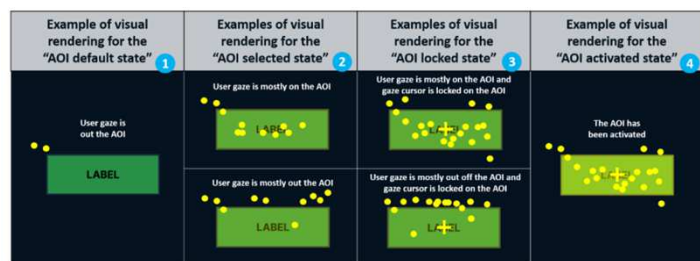 Example of visual
rendering for the
“AOI default state”
1
User gaze is
out the AOI
LABEL
Examples of visual
rendering for the
“AOI selected state”
2
User gaze is mostly on the AOI
LABEL
User gaze is mostly out the AOI
LABEL
Examples of visual
rendering for the
“AOI locked state”
3
User gaze is mostly on the AOI and
gaze cursor is locked on the AOI
LABEL
User gaze is mostly out off the AOI and
gaze cursor is locked on the AOI
LABEL
Example of visual
rendering for the
“AOI activated state”
4
The AOI has
been activated
LABEL